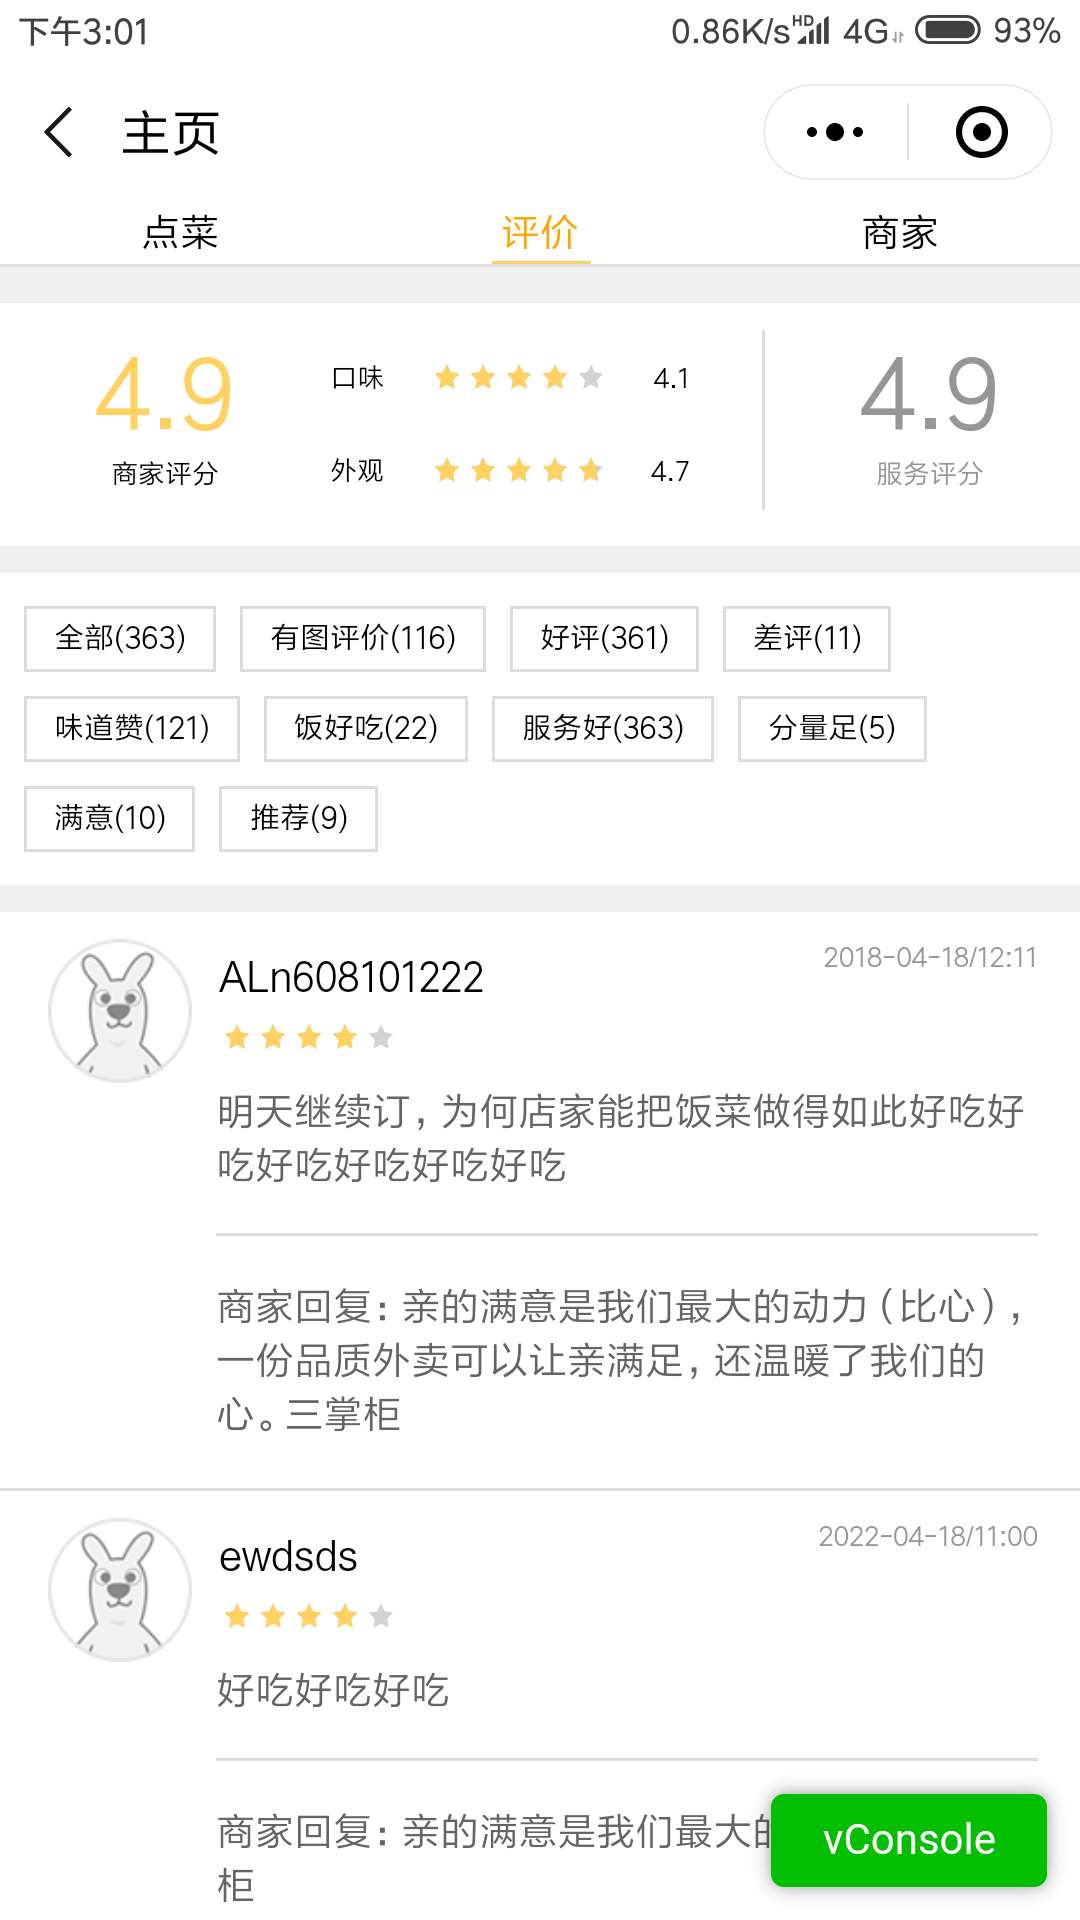 下午3:01 0.86K/s HD 4G 93%
主页
点菜 评价 商家
4.9 口味 4.1 4.9
商家评分 外观 4.7 服务评分
全部(363) 有图评价(116) 好评(361) 差评(11)
味道赞(121) 饭好吃(22) 服务好(363) 分量足(5)
满意(10) 推荐(9)
ALn608101222 2018-04-18/12:11
明天继续订，为何店家能把饭菜做得如此好吃好
吃好吃好吃好吃好吃
商家回复：亲的满意是我们最大的动力（比心），
一份品质外卖可以让亲满足，还温暖了我们的
心。三掌柜
ewdsds 2022-04-18/11:00
好吃好吃好吃
商家回复：亲的满意是我们最大的
柜
vConsole